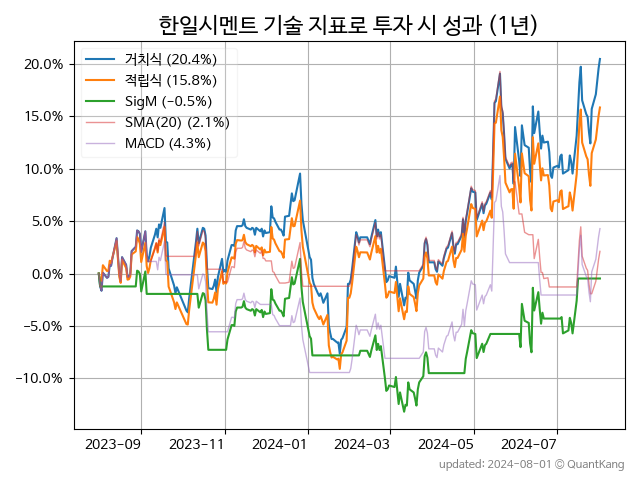 한일시멘트 기술 지표로 투자 시 성과 (1년)
거치식 (20.4%)
적립식 (15.8%)
SigM (−0.5%)
SMA(20) (2.1%)
MACD (4.3%)
20.0%
15.0%
10.0%
5.0%
0.0%
−5.0%
−10.0%
2023−09 2023−11 2024−01 2024−03 2024−05 2024−07
updated: 2024−08−01 © QuantKang